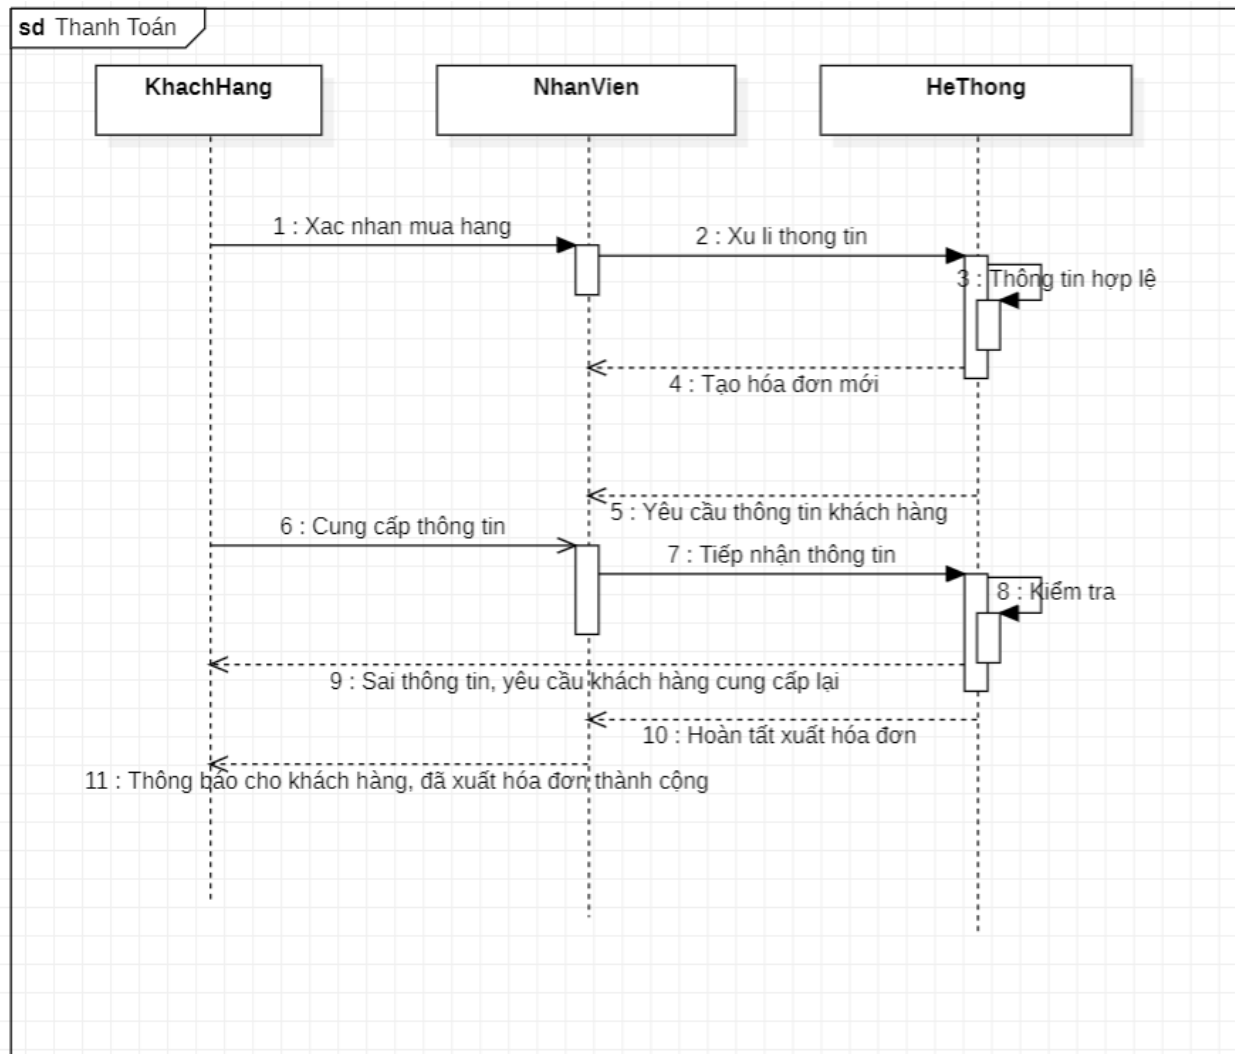 sd Thanh Toán
KhachHang
NhanVien
HeThong
1 : Xac nhan mua hang
2 : Xu li thong tin
3 : Thông tin hợp lệ
4 : Tạo hóa đơn mới
5 : Yêu cầu thông tin khách hàng
6 : Cung cấp thông tin
7 : Tiếp nhận thông tin
8 : Kiểm tra
9 : Sai thông tin, yêu cầu khách hàng cung cấp lại
10 : Hoàn tất xuất hóa đơn
11 : Thông báo cho khách hàng, đã xuất hóa đơn thành cộng